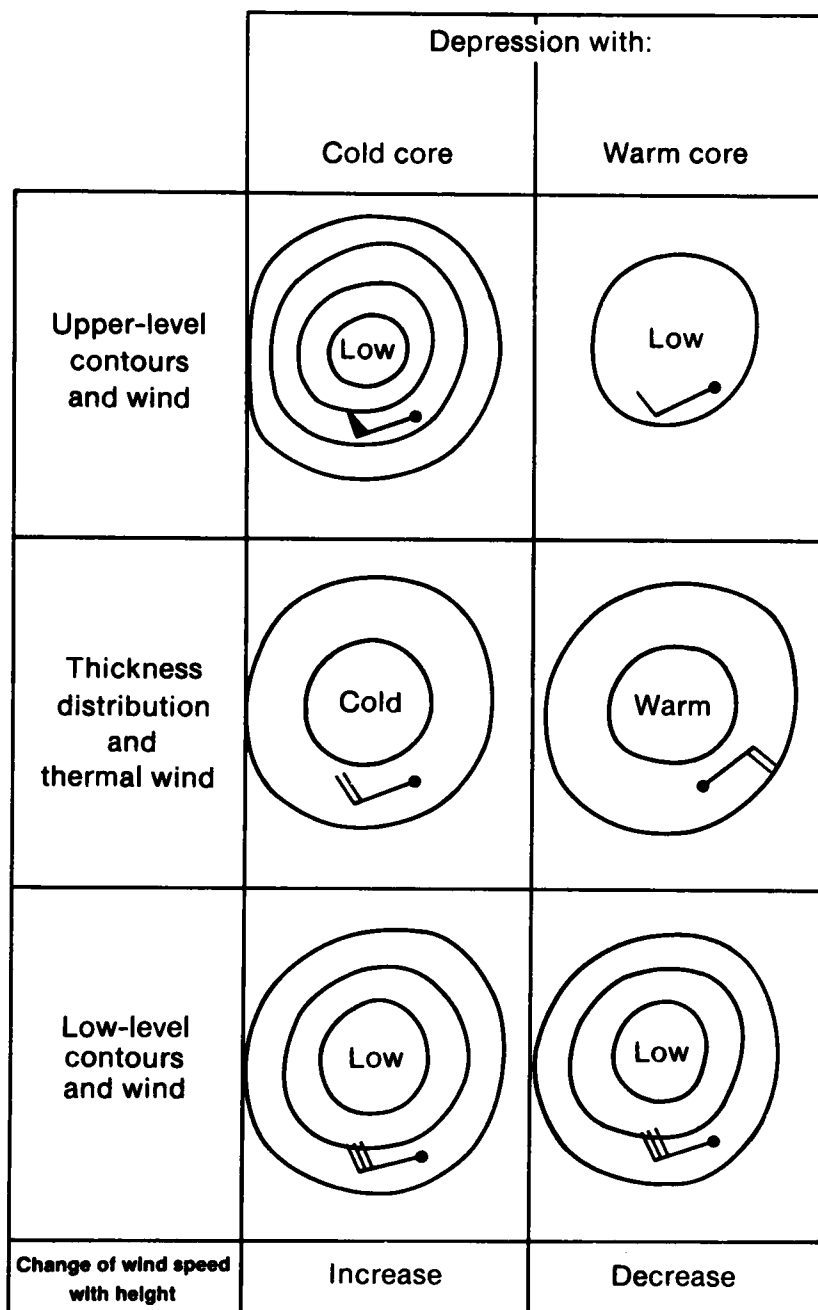 Depression with:
Cold core
Warm core
Upper-level
contours
and wind
Low
Low
Thickness
distribution
and
thermal wind
Cold
Warm
Low-level
contours
and wind
Low
Low
Change of wind speed
with height
Increase
Decrease